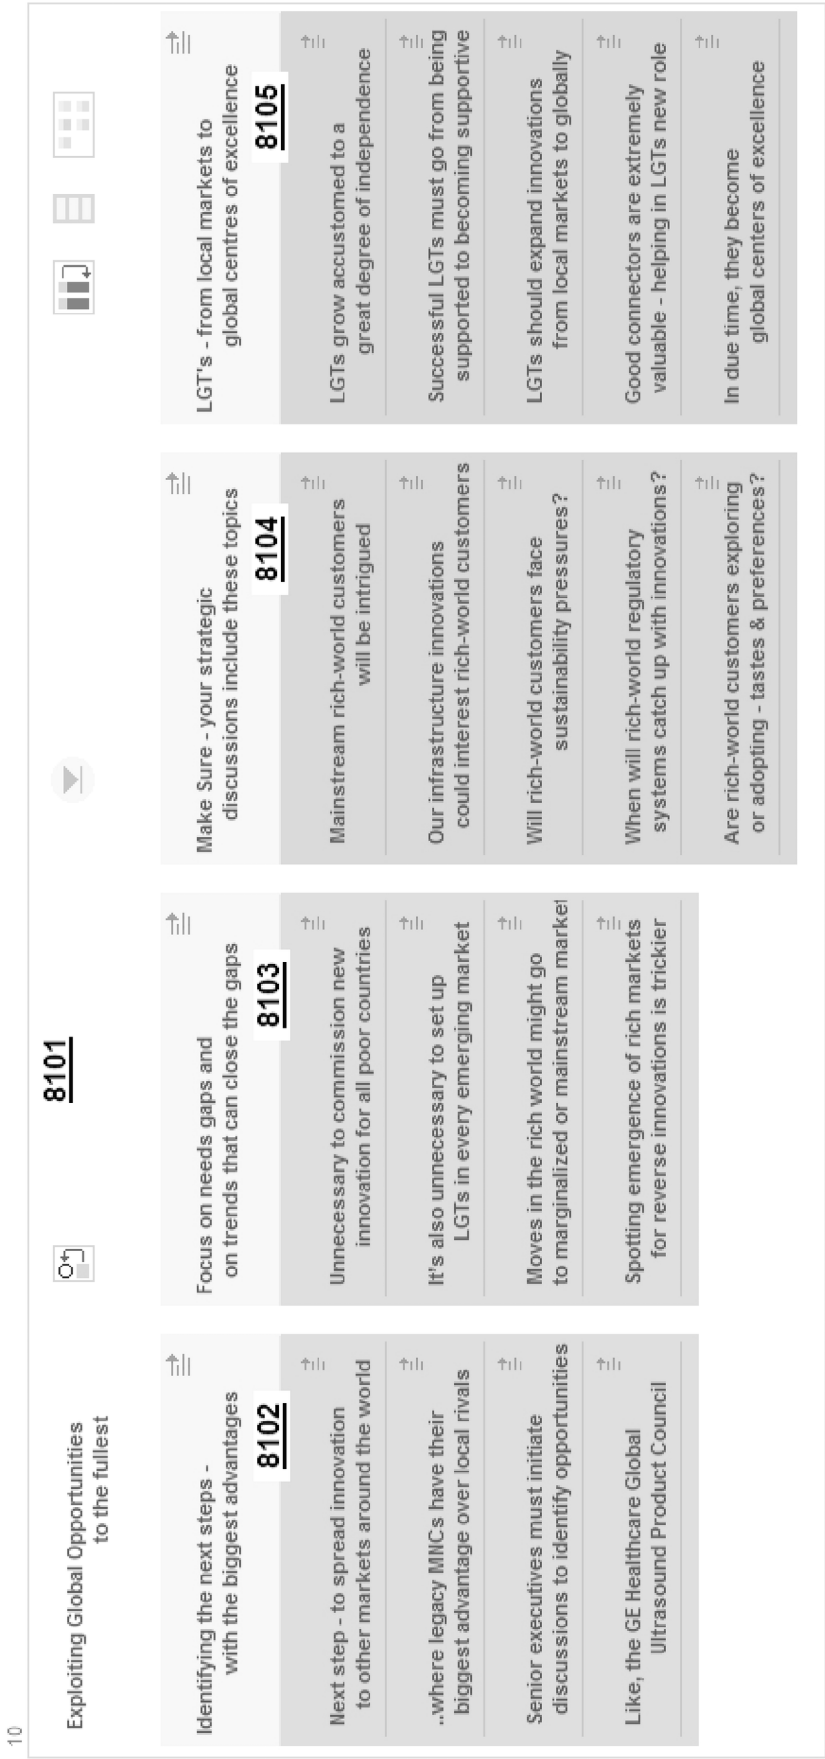 10
Exploiting Global Opportunities
to the fullest
8101
Identifying the next steps -
with the biggest advantages
8102
Next step - to spread innovation
to other markets around the world
..where legacy MNCs have their
biggest advantage over local rivals
Senior executives must initiate
discussions to identify opportunities
Like, the GE Healthcare Global
Ultrasound Product Council
Focus on needs gaps and
on trends that can close the gaps
8103
Unnecessary to commission new
innovation for all poor countries
It's also unnecessary to set up
LGTs in every emerging market
Moves in the rich world might go
to marginalized or mainstream market
Spotting emergence of rich markets
for reverse innovations is trickier
Make Sure - your strategic
discussions include these topics
8104
Mainstream rich-world customers
will be intrigued
Our infrastructure innovations
could interest rich-world customers
Will rich-world customers face
sustainability pressures?
When will rich-world regulatory
systems catch up with innovations?
Are rich-world customers exploring
or adopting - tastes & preferences?
LGT's - from local markets to
global centres of excellence
8105
LGTs grow accustomed to a
great degree of independence
Successful LGTs must go from being
supported to becoming supportive
LGTs should expand innovations
from local markets to globally
Good connectors are extremely
valuable - helping in LGTs new role
In due time, they become
global centers of excellence